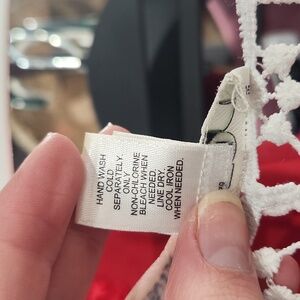 HAND WASH
COLD
SEPARATELY.
ONLY
NON-CHLORINE
BLEACH WHEN
NEEDED.
LINE DRY.
COOL IRON
WHEN NEEDED.